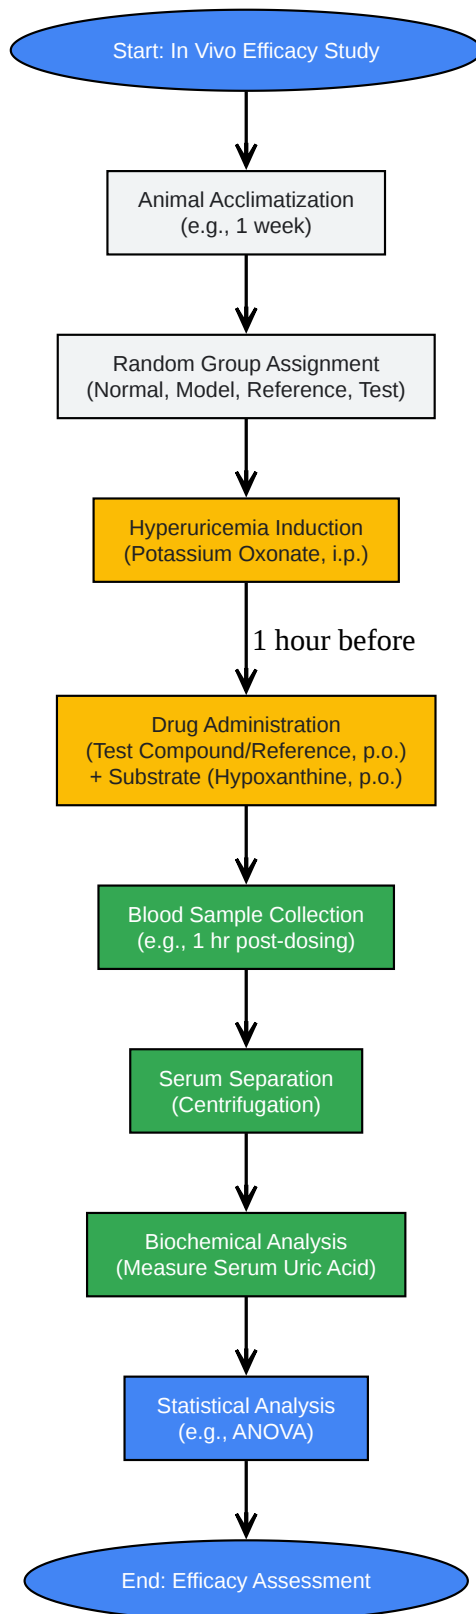 Start: In Vivo Efficacy Study
Animal Acclimatization
(e.g., 1 week)
Random Group Assignment
(Normal, Model, Reference, Test)
Hyperuricemia Induction
(Potassium Oxonate, i.p.)
1 hour before
Drug Administration
(Test Compound/Reference, p.o.)
+ Substrate (Hypoxanthine, p.o.)
Blood Sample Collection
(e.g., 1 hr post-dosing)
Serum Separation
(Centrifugation)
Biochemical Analysis
(Measure Serum Uric Acid)
Statistical Analysis
(e.g., ANOVA)
End: Efficacy Assessment